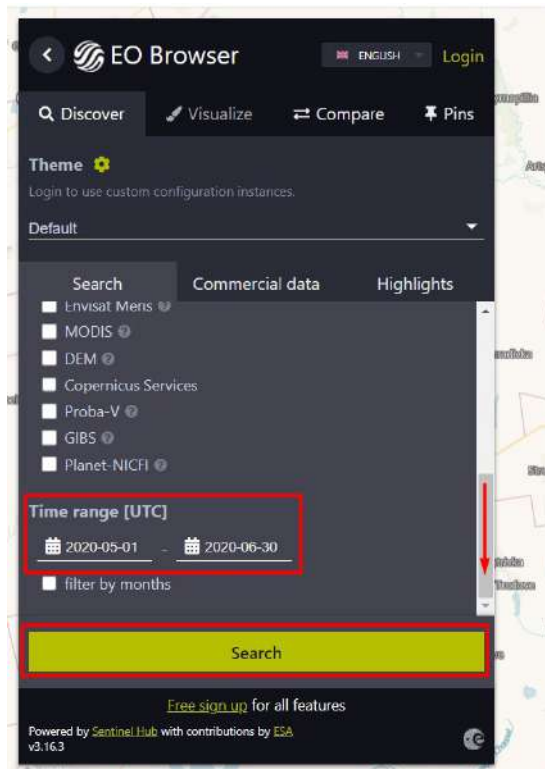 EO Browser
ENGLISH
Login
Discover
Visualize
Compare
Pins
Theme
Login to use custom configuration instances.
Default
Search
Commercial data
Highlights
Envisat Meris
MODIS
DEM
Copernicus Services
Proba-V
GIBS
Planet-NICFI
Time range [UTC]
2020-05-01 - 2020-06-30
filter by months
Search
Free sign up for all features
Powered by Sentinel Hub with contributions by ESA
v3.16.3